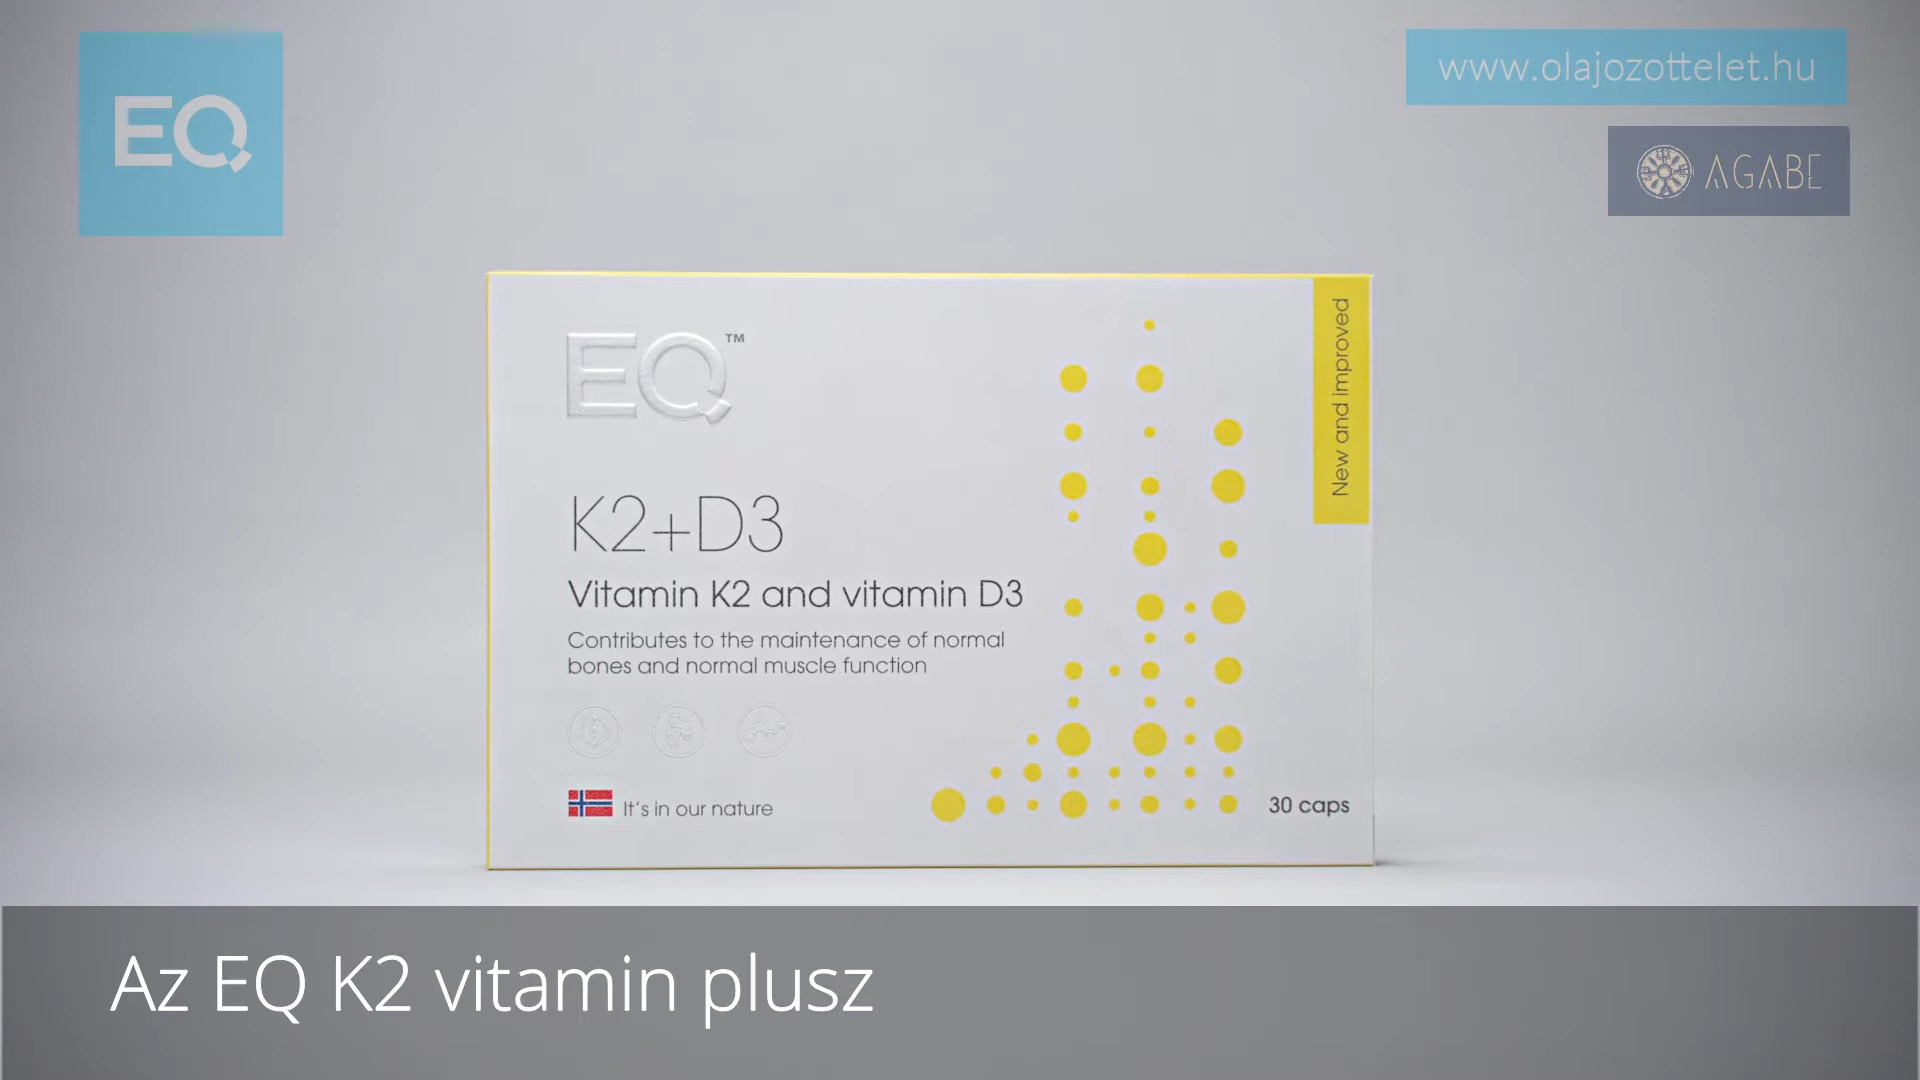 EQ
www.olajozottelet.hu
AGABE
EQ™
New and improved
K2+D3
Vitamin K2 and vitamin D3
Contributes to the maintenance of normal
bones and normal muscle function
It's in our nature
30 caps
Az EQ K2 vitamin plusz